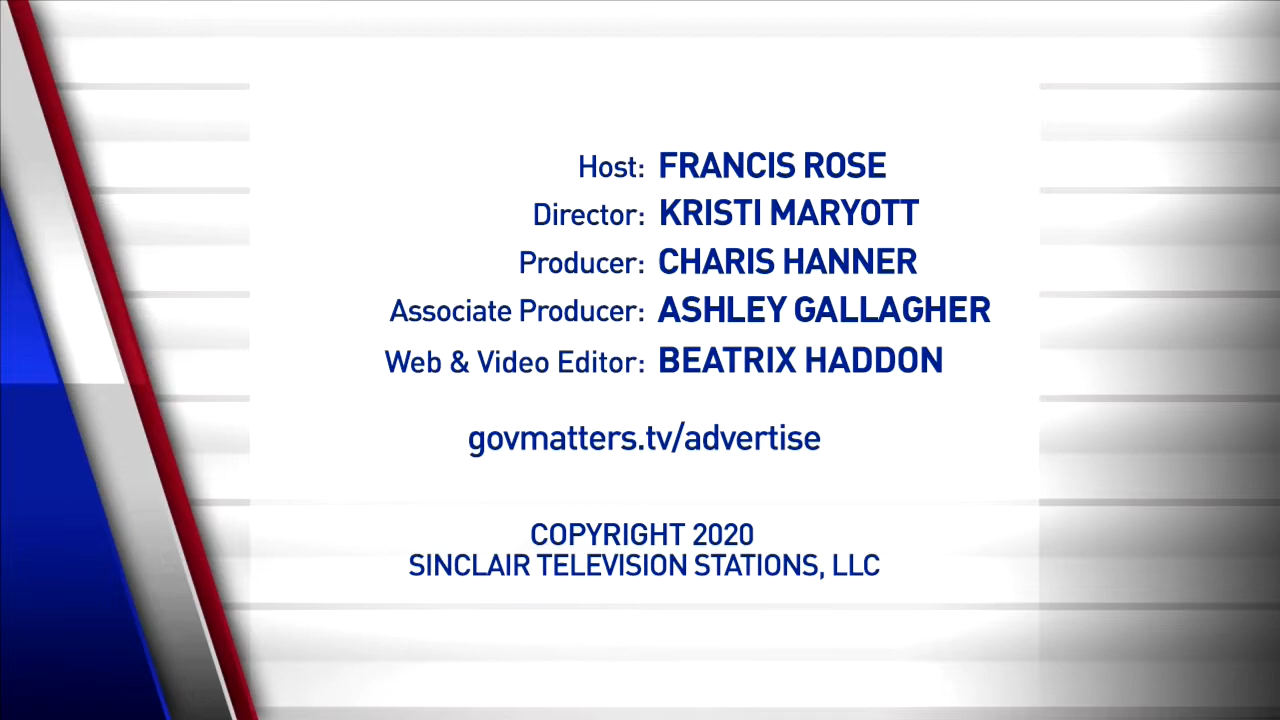 Host: FRANCIS ROSE
Director: KRISTI MARYOTT
Producer: CHARIS HANNER
Associate Producer: ASHLEY GALLAGHER
Web & Video Editor: BEATRIX HADDON
govmatters.tv/advertise
COPYRIGHT 2020
SINCLAIR TELEVISION STATIONS, LLC